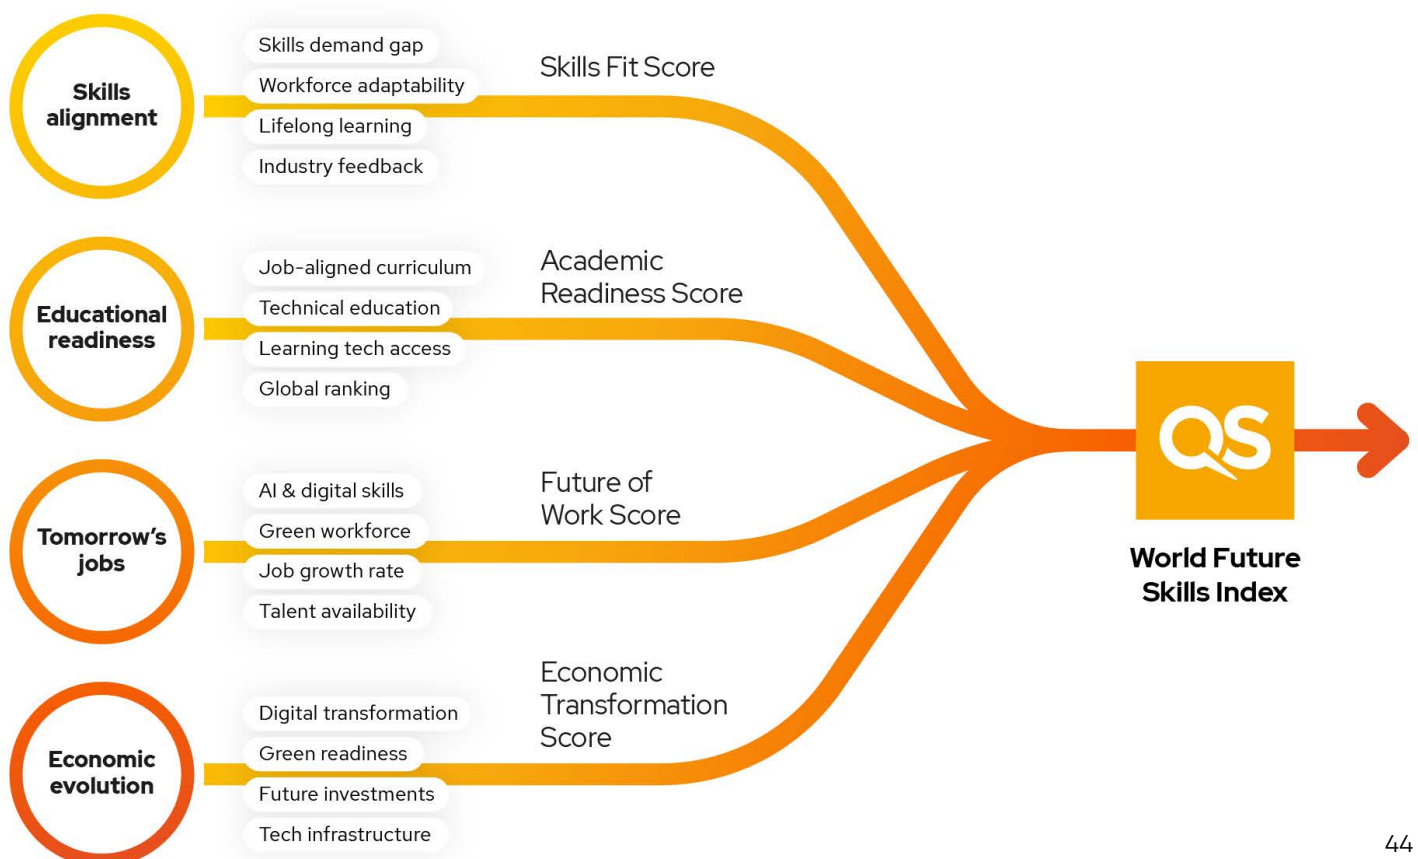 Skills
alignment
Skills demand gap
Workforce adaptability
Lifelong learning
Industry feedback
Skills Fit Score
Educational
readiness
Job-aligned curriculum
Technical education
Learning tech access
Global ranking
Academic
Readiness Score
Tomorrow’s
jobs
AI & digital skills
Green workforce
Job growth rate
Talent availability
Future of
Work Score
Economic
evolution
Digital transformation
Green readiness
Future investments
Tech infrastructure
Economic
Transformation
Score
QS
World Future
Skills Index
44